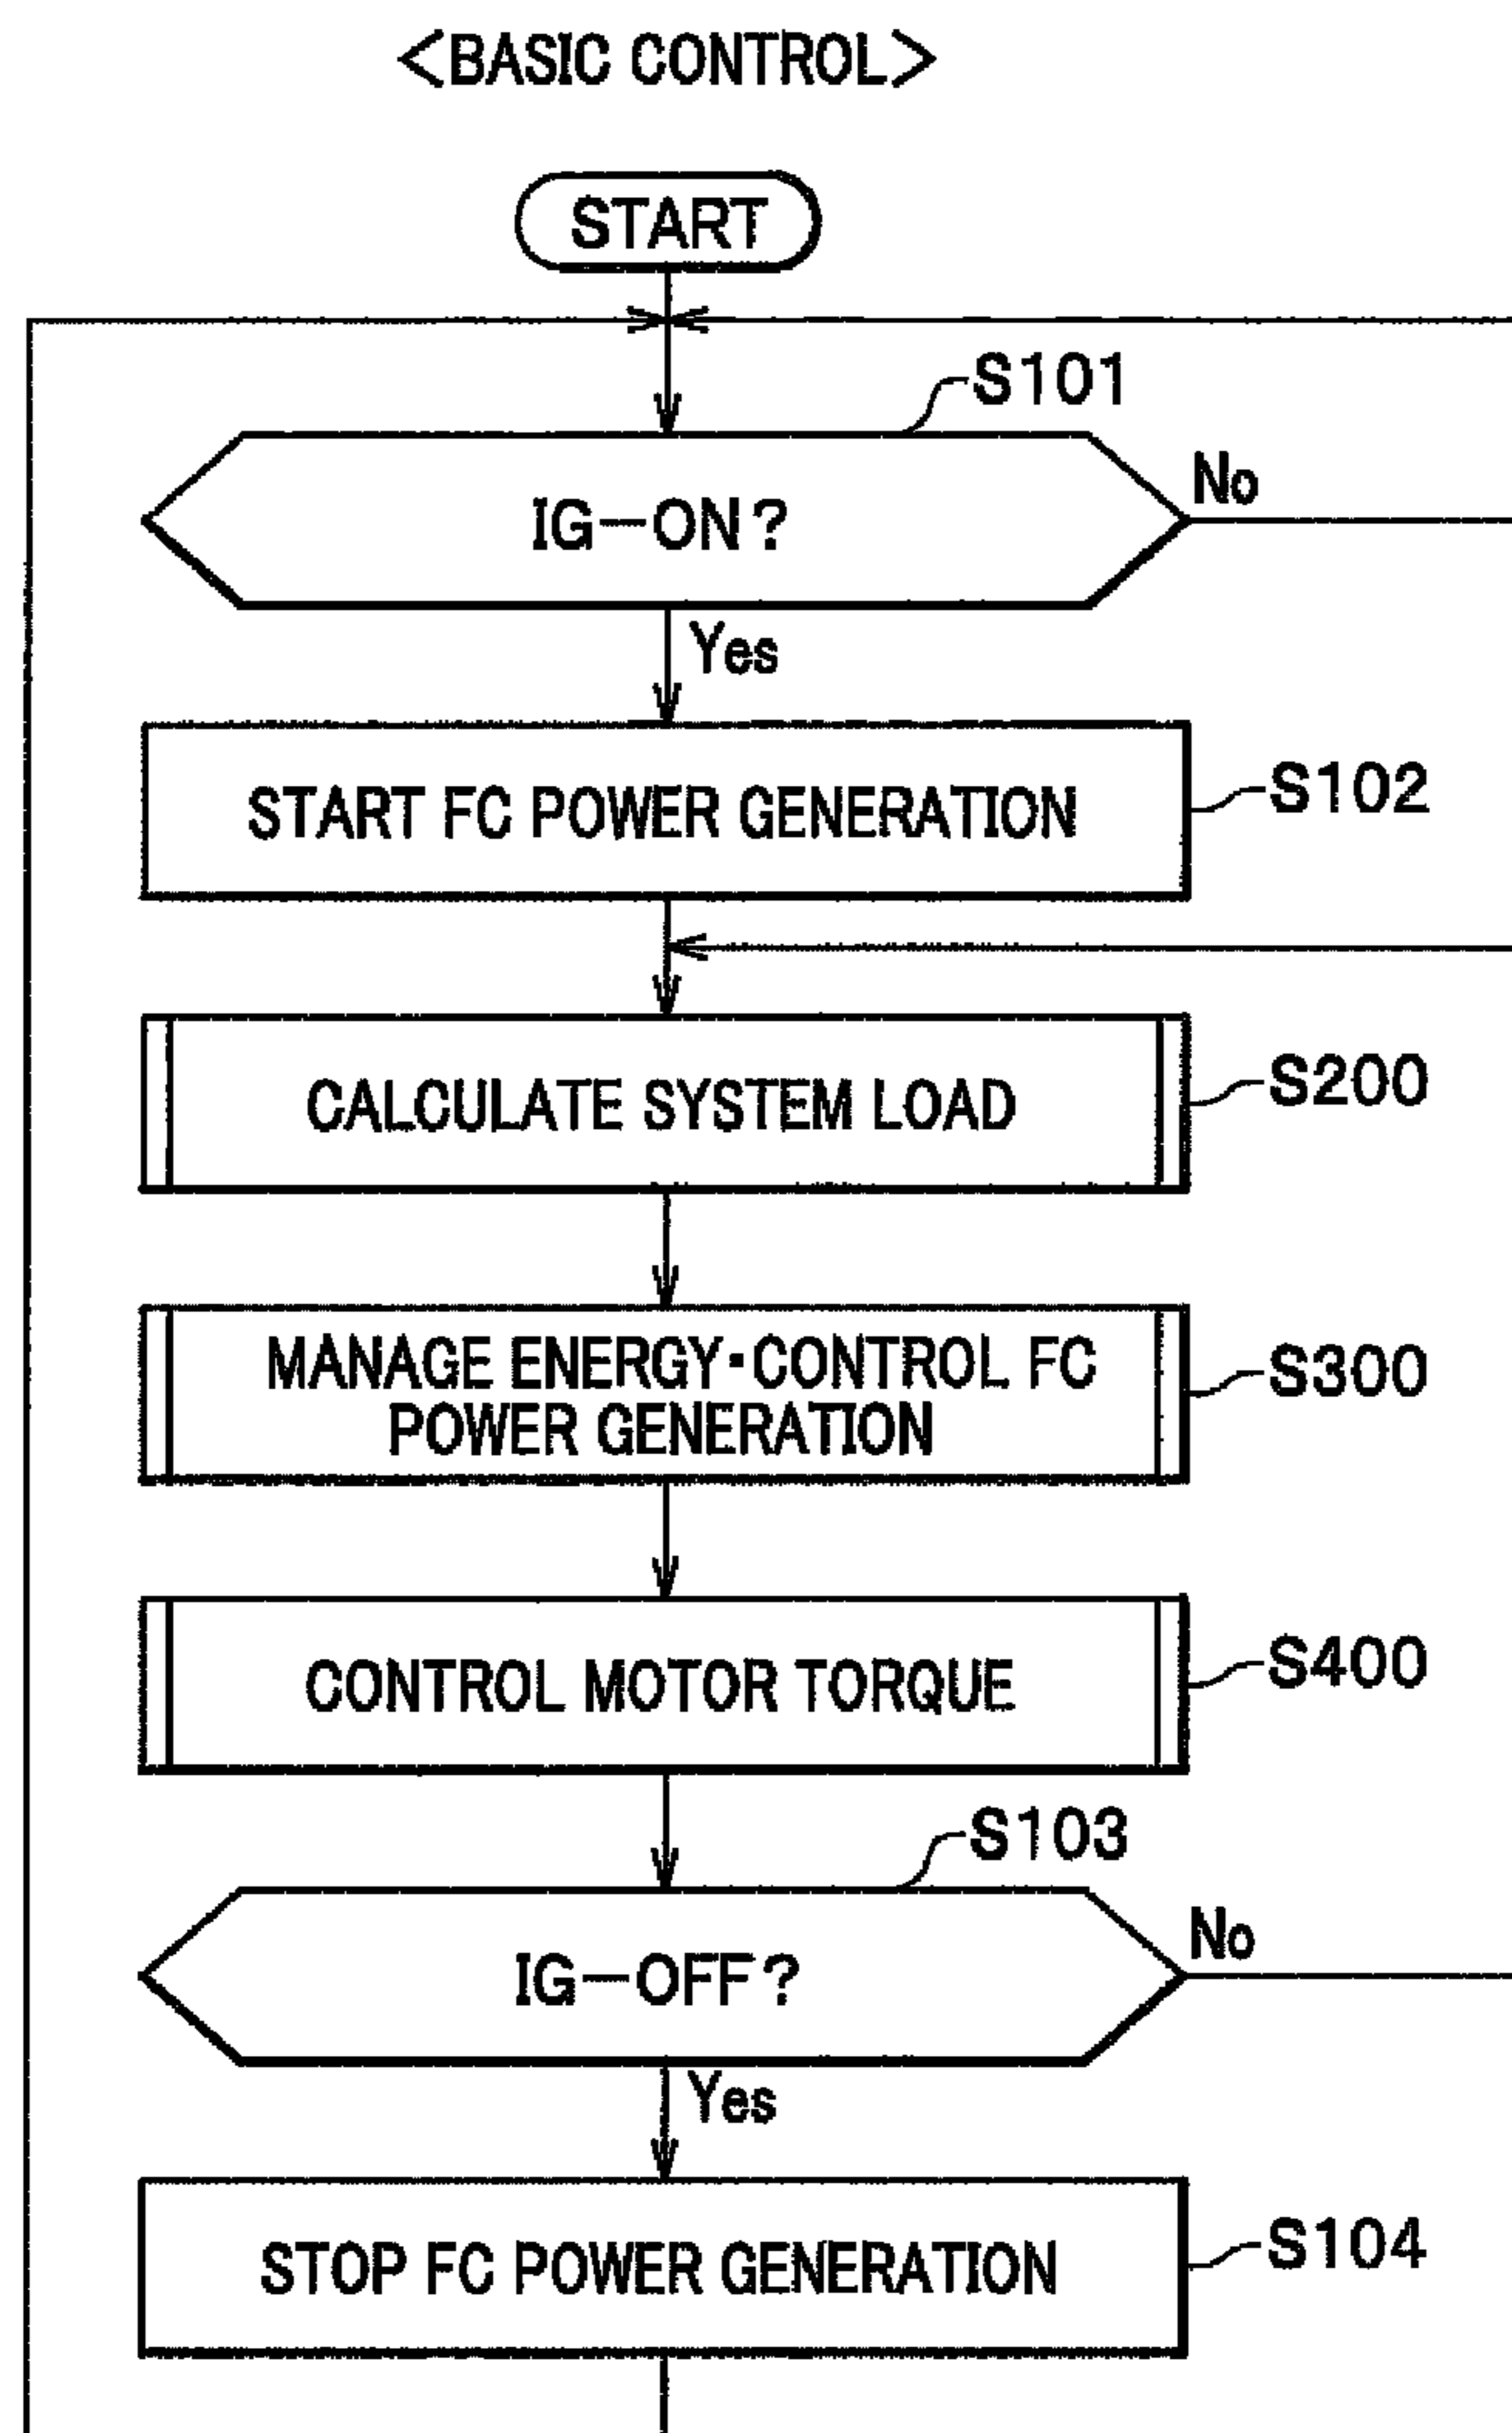 <BASIC CONTROL>
START
S101
IG-ON?
No
Yes
START FC POWER GENERATION
S102
CALCULATE SYSTEM LOAD
S200
MANAGE ENERGY・CONTROL FC
POWER GENERATION
S300
CONTROL MOTOR TORQUE
S400
S103
IG-OFF?
No
Yes
STOP FC POWER GENERATION
S104